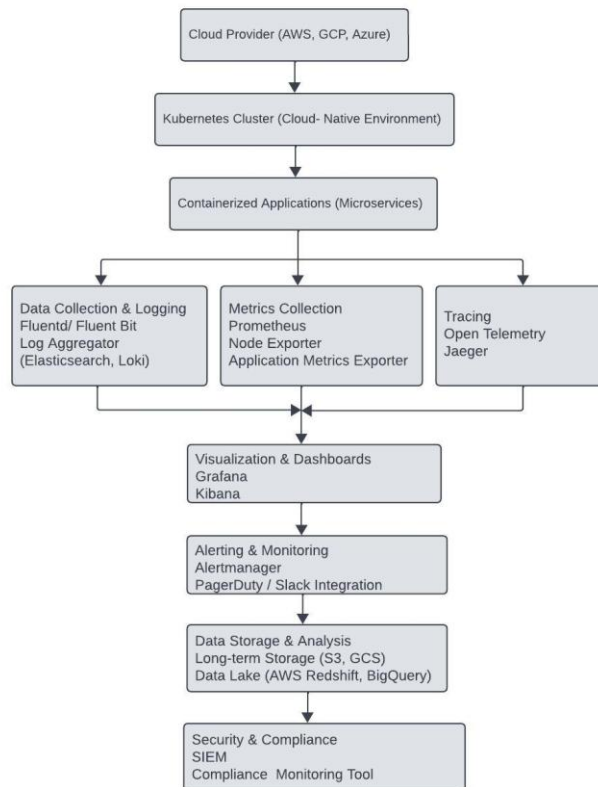 Cloud Provider (AWS, GCP, Azure)
Kubernetes Cluster (Cloud- Native Environment)
Containerized Applications (Microservices)
Data Collection & Logging
Fluentd/ Fluent Bit
Log Aggregator
(Elasticsearch, Loki)
Metrics Collection
Prometheus
Node Exporter
Application Metrics Exporter
Tracing
Open Telemetry
Jaeger
Visualization & Dashboards
Grafana
Kibana
Alerting & Monitoring
Alertmanager
PagerDuty / Slack Integration
Data Storage & Analysis
Long-term Storage (S3, GCS)
Data Lake (AWS Redshift, BigQuery)
Security & Compliance
SIEM
Compliance Monitoring Tool